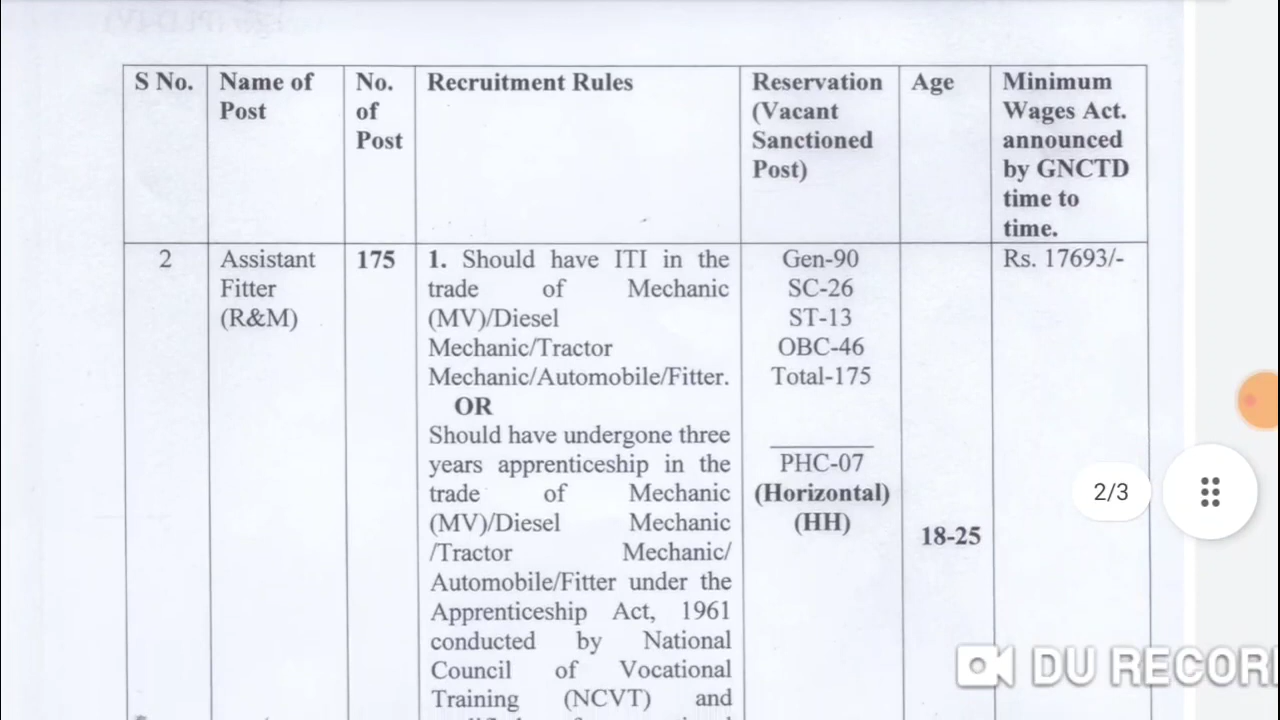 S No.
Name of
Post
No.
of
Post
Recruitment Rules
Reservation
(Vacant
Sanctioned
Post)
Age
Minimum
Wages Act.
announced
by GNCTD
time to
time.
2
Assistant
Fitter
(R&M)
175
1. Should have ITI in the
trade of Mechanic
(MV)/Diesel
Mechanic/Tractor
Mechanic/Automobile/Fitter.
OR
Should have undergone three
years apprenticeship in the
trade of Mechanic
(MV)/Diesel Mechanic
/Tractor Mechanic/
Automobile/Fitter under the
Apprenticeship Act, 1961
conducted by National
Council of Vocational
Training (NCVT) and
Gen-90
SC-26
ST-13
OBC-46
Total-175
PHC-07
(Horizontal)
(HH)
18-25
Rs. 17693/-
2/3
DU RECOR